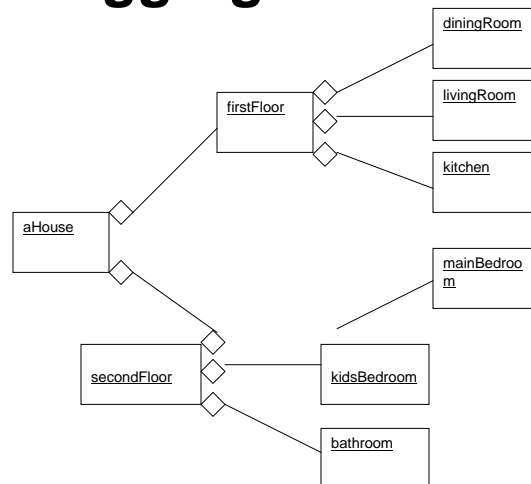 diningRoom
firstFloor
livingRoom
kitchen
aHouse
mainBedroo
m
secondFloor
kidsBedroom
bathroom